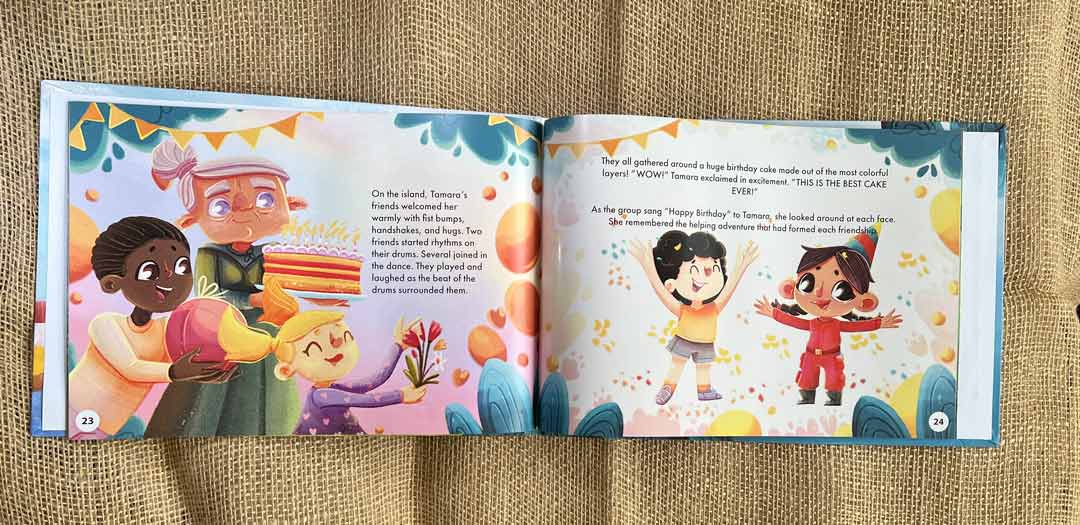 On the island, Tamara's
friends welcomed her
warmly with fist bumps,
handshakes, and hugs. Two
friends started rhythms on
their drums. Several joined in
the dance. They played and
laughed as the beat of the
drums surrounded them.
23
They all gathered around a huge birthday cake made out of the most colorful
layers! "WOW!" Tamara exclaimed in excitement. "THIS IS THE BEST CAKE
EVER!"
As the group sang "Happy Birthday" to Tamara, she looked around at each face.
She remembered the helping adventure that had formed each friendship.
24